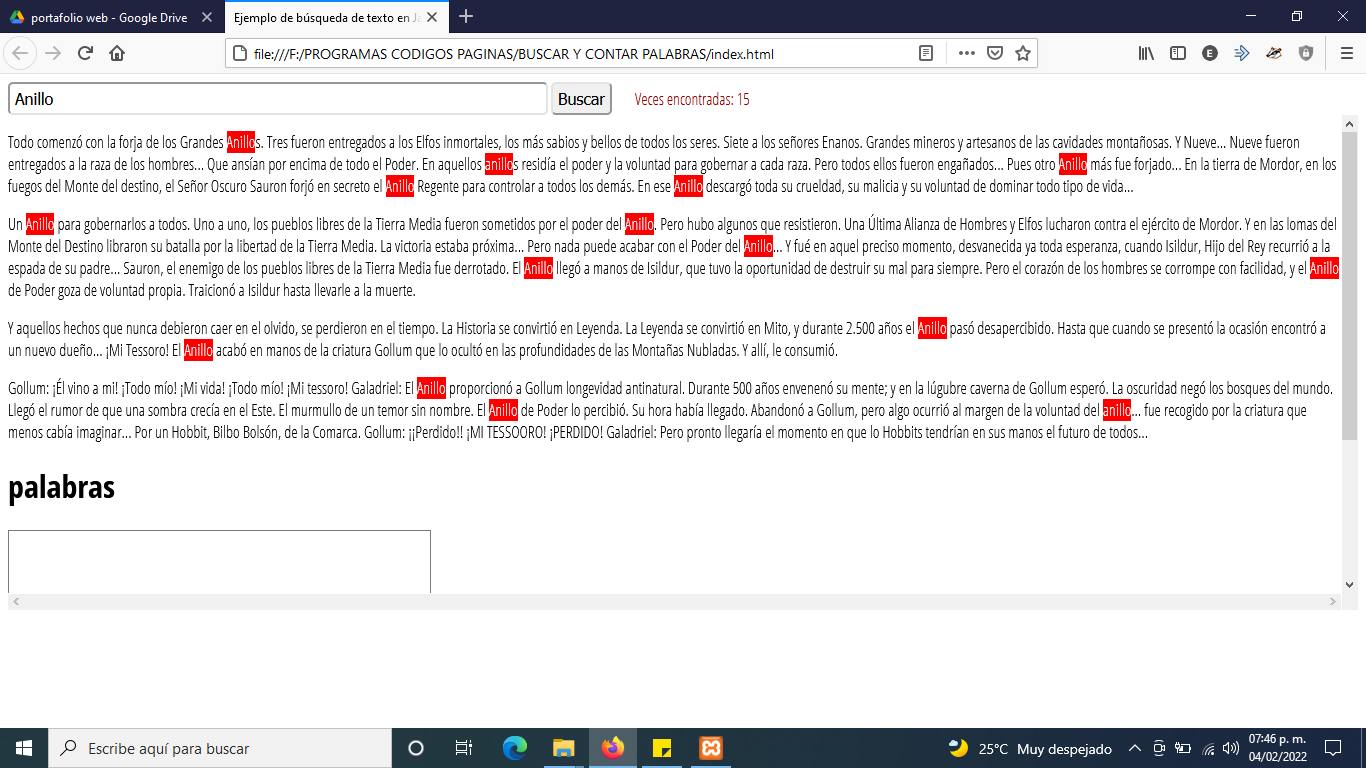 portafolio web - Google Drive
Ejemplo de búsqueda de texto en Ja
file:///F:/PROGRAMAS CODIGOS PAGINAS/BUSCAR Y CONTAR PALABRAS/index.html
E
Anillo
Buscar
Veces encontradas: 15
Todo comenzó con la forja de los Grandes Anillos. Tres fueron entregados a los Elfos inmortales, los más sabios y bellos de todos los seres. Siete a los señores Enanos. Grandes mineros y artesanos de las cavidades montañosas. Y Nueve... Nueve fueron
entregados a la raza de los hombres... Que ansían por encima de todo el Poder. En aquellos anillos residía el poder y la voluntad para gobernar a cada raza. Pero todos ellos fueron engañados... Pues otro Anillo más fue forjado... En la tierra de Mordor, en los
fuegos del Monte del destino, el Señor Oscuro Sauron forjó en secreto el Anillo Regente para controlar a todos los demás. En ese Anillo descargó toda su crueldad, su malicia y su voluntad de dominar todo tipo de vida...
Un Anillo para gobernarlos a todos. Uno a uno, los pueblos libres de la Tierra Media fueron sometidos por el poder del Anillo. Pero hubo algunos que resistieron. Una Última Alianza de Hombres y Elfos lucharon contra el ejército de Mordor. Y en las lomas del
Monte del Destino libraron su batalla por la libertad de la Tierra Media. La victoria estaba próxima... Pero nada puede acabar con el Poder del Anillo... Y fué en aquel preciso momento, desvanecida ya toda esperanza, cuando Isildur, Hijo del Rey recurrió a la
espada de su padre... Sauron, el enemigo de los pueblos libres de la Tierra Media fue derrotado. El Anillo llegó a manos de Isildur, que tuvo la oportunidad de destruir su mal para siempre. Pero el corazón de los hombres se corrompe con facilidad, y el Anillo
de Poder goza de voluntad propia. Traicionó a Isildur hasta llevarle a la muerte.
Y aquellos hechos que nunca debieron caer en el olvido, se perdieron en el tiempo. La Historia se convirtió en Leyenda. La Leyenda se convirtió en Mito, y durante 2.500 años el Anillo pasó desapercibido. Hasta que cuando se presentó la ocasión encontró a
un nuevo dueño... ¡Mi Tessoro! El Anillo acabó en manos de la criatura Gollum que lo ocultó en las profundidades de las Montañas Nubladas. Y allí, le consumió.
Gollum: ¡Él vino a mi! ¡Todo mío! ¡Mi vida! ¡Todo mío! ¡Mi tessoro! Galadriel: El Anillo proporcionó a Gollum longevidad antinatural. Durante 500 años envenenó su mente; y en la lúgubre caverna de Gollum esperó. La oscuridad negó los bosques del mundo.
Llegó el rumor de que una sombra crecía en el Este. El murmullo de un temor sin nombre. El Anillo de Poder lo percibió. Su hora había llegado. Abandonó a Gollum, pero algo ocurrió al margen de la voluntad del anillo... fue recogido por la criatura que
menos cabía imaginar... Por un Hobbit, Bilbo Bolsón, de la Comarca. Gollum: ¡¡Perdido!! ¡MI TESSOORO! ¡PERDIDO! Galadriel: Pero pronto llegaría el momento en que lo Hobbits tendrían en sus manos el futuro de todos...
palabras
Escribe aquí para buscar
25°C Muy despejado
07:46 p. m.
04/02/2022